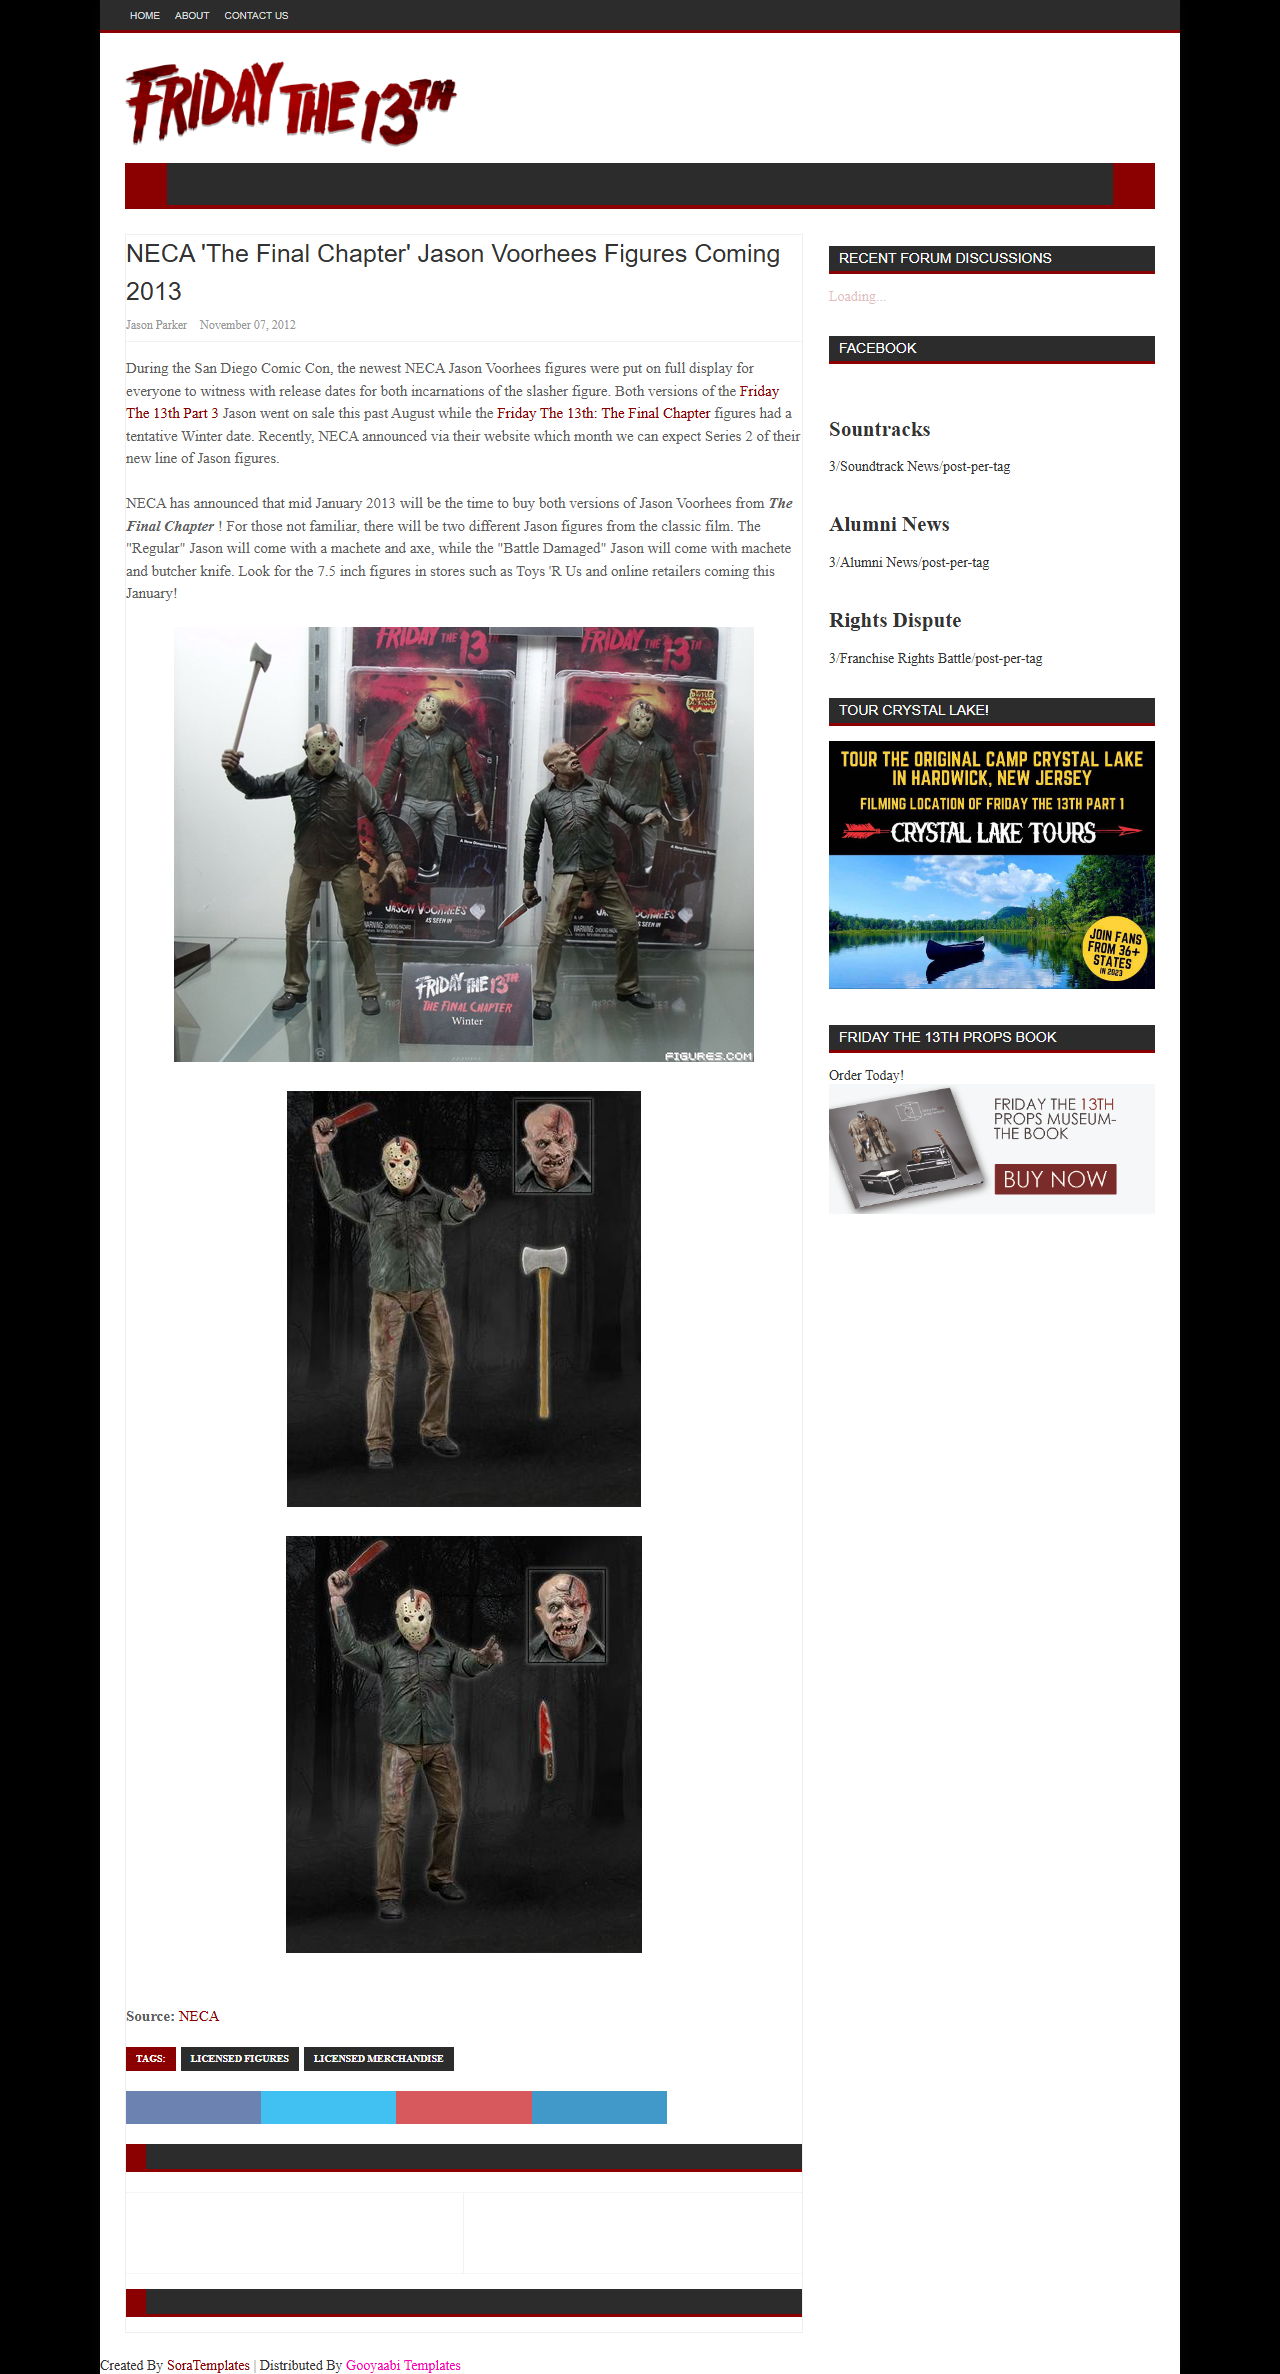 HOME ABOUT CONTACT US
FRIDAY THE 13TH
NECA 'The Final Chapter' Jason Voorhees Figures Coming
2013
Jason Parker November 07, 2012
During the San Diego Comic Con, the newest NECA Jason Voorhees figures were put on full display for
everyone to witness with release dates for both incarnations of the slasher figure. Both versions of the Friday
The 13th Part 3 Jason went on sale this past August while the Friday The 13th: The Final Chapter figures had a
tentative Winter date. Recently, NECA announced via their website which month we can expect Series 2 of their
new line of Jason figures.
NECA has announced that mid January 2013 will be the time to buy both versions of Jason Voorhees from The
Final Chapter ! For those not familiar, there will be two different Jason figures from the classic film. The
"Regular" Jason will come with a machete and axe, while the "Battle Damaged" Jason will come with machete
and butcher knife. Look for the 7.5 inch figures in stores such as Toys 'R Us and online retailers coming this
January!
FRIDAY THE 13TH
FRIDAY THE 13TH
JASON VOORHEES
AS SEEN IN
JASON VOORHEES
AS SEEN IN
FRIDAY THE 13TH
THE FINAL CHAPTER
Winter
FIGURES.COM
Source: NECA
TAGS: LICENSED FIGURES LICENSED MERCHANDISE
RECENT FORUM DISCUSSIONS
Loading...
FACEBOOK
Sountracks
3/Soundtrack News/post-per-tag
Alumni News
3/Alumni News/post-per-tag
Rights Dispute
3/Franchise Rights Battle/post-per-tag
TOUR CRYSTAL LAKE!
TOUR THE ORIGINAL CAMP CRYSTAL LAKE
IN HARDWICK, NEW JERSEY
FILMING LOCATION OF FRIDAY THE 13TH PART 1
CRYSTAL LAKE TOURS
JOIN FANS
FROM 36+
STATES
IN 2023
FRIDAY THE 13TH PROPS BOOK
Order Today!
FRIDAY THE 13TH
PROPS MUSEUM-
THE BOOK
BUY NOW
Created By SoraTemplates | Distributed By Gooyaabi Templates